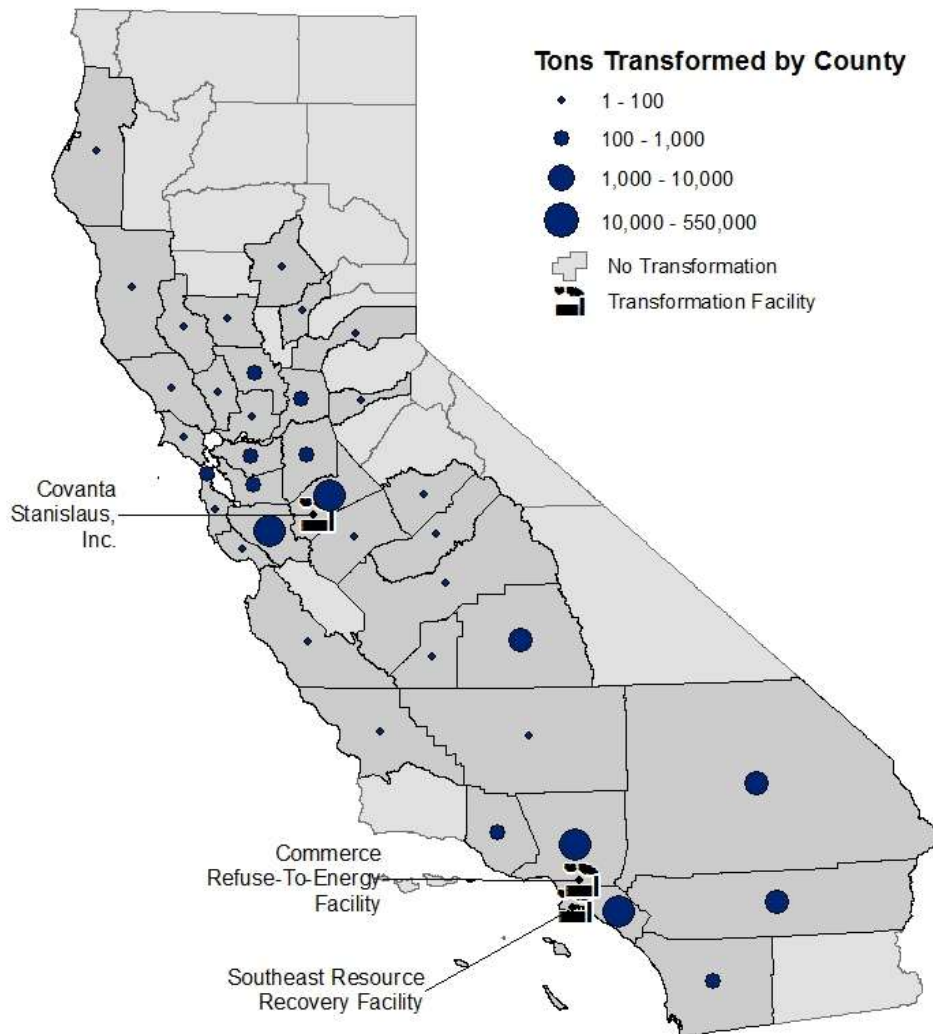 Tons Transformed by County
1 - 100
100 - 1,000
1,000 - 10,000
10,000 - 550,000
No Transformation
Transformation Facility
Covanta
Stanislaus,
Inc.
Commerce
Refuse-To-Energy
Facility
Southeast Resource
Recovery Facility